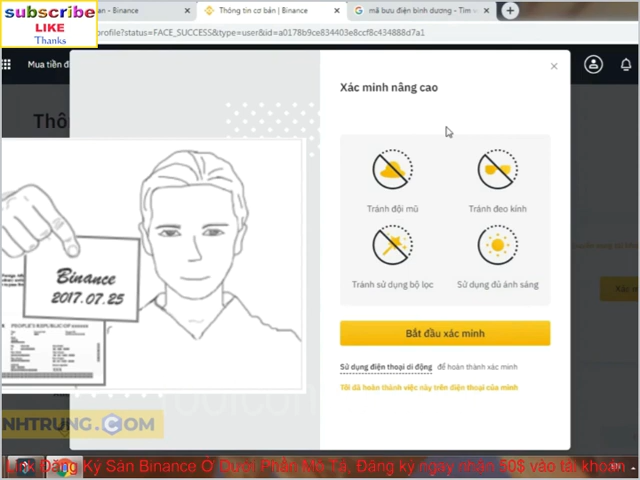 subscribe
LIKE
Thanks
an - Binance
Thông tin cơ bản | Binance
mã bưu điện bình dương - Tìm
profile?status=FACE_SUCCESS&type=user&id=a0178b9ce834403e8ccf8c434888d7a1
Mua tiền đ
Thô
Xác minh nâng cao
Tránh đội mũ
Tránh đeo kính
Tránh sử dụng bộ lọc
Sử dụng đủ ánh sáng
Bắt đầu xác minh
Sử dụng điện thoại di động để hoàn thành xác minh
Tôi đã hoàn thành việc này trên điện thoại của mình
Binance
2017.07.25
PEOPLE'S REPUBLIC OF
NHTRUNG.COM
Link Đăng Ký Sàn Binance Ở Dưới Phần Mô Tả, Đăng ký ngay nhận 50$ vào tài khoản